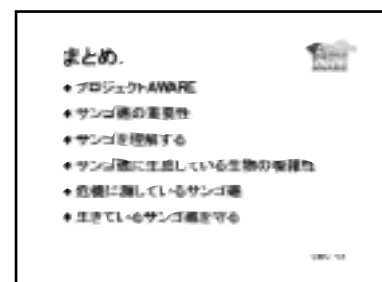 まとめ.
プロジェクトAWARE
サンゴ礁の重要性
サンゴを理解する
サンゴ礁に生息している生物の複雑性
危機に瀕しているサンゴ礁
生きているサンゴ礁を守る